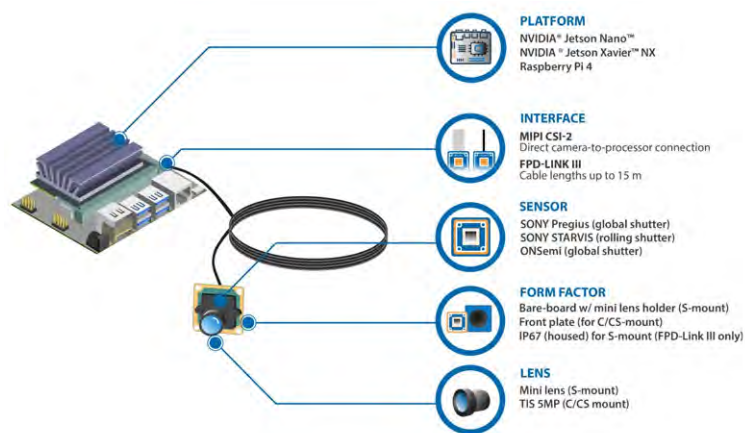 PLATFORM
NVIDIA® Jetson Nano™
NVIDIA ® Jetson Xavier™ NX
Raspberry Pi 4
INTERFACE
MIPI CSI-2
Direct camera-to-processor connection
FPD-LINK III
Cable lengths up to 15 m
SENSOR
SONY Pregius (global shutter)
SONY STARVIS (rolling shutter)
ONSemi (global shutter)
FORM FACTOR
Bare-board w/ mini lens holder (S-mount)
Front plate (for C/CS-mount)
IP67 (housed) for S-mount (FPD-Link III only)
LENS
Mini lens (S-mount)
TIS 5MP (C/CS mount)